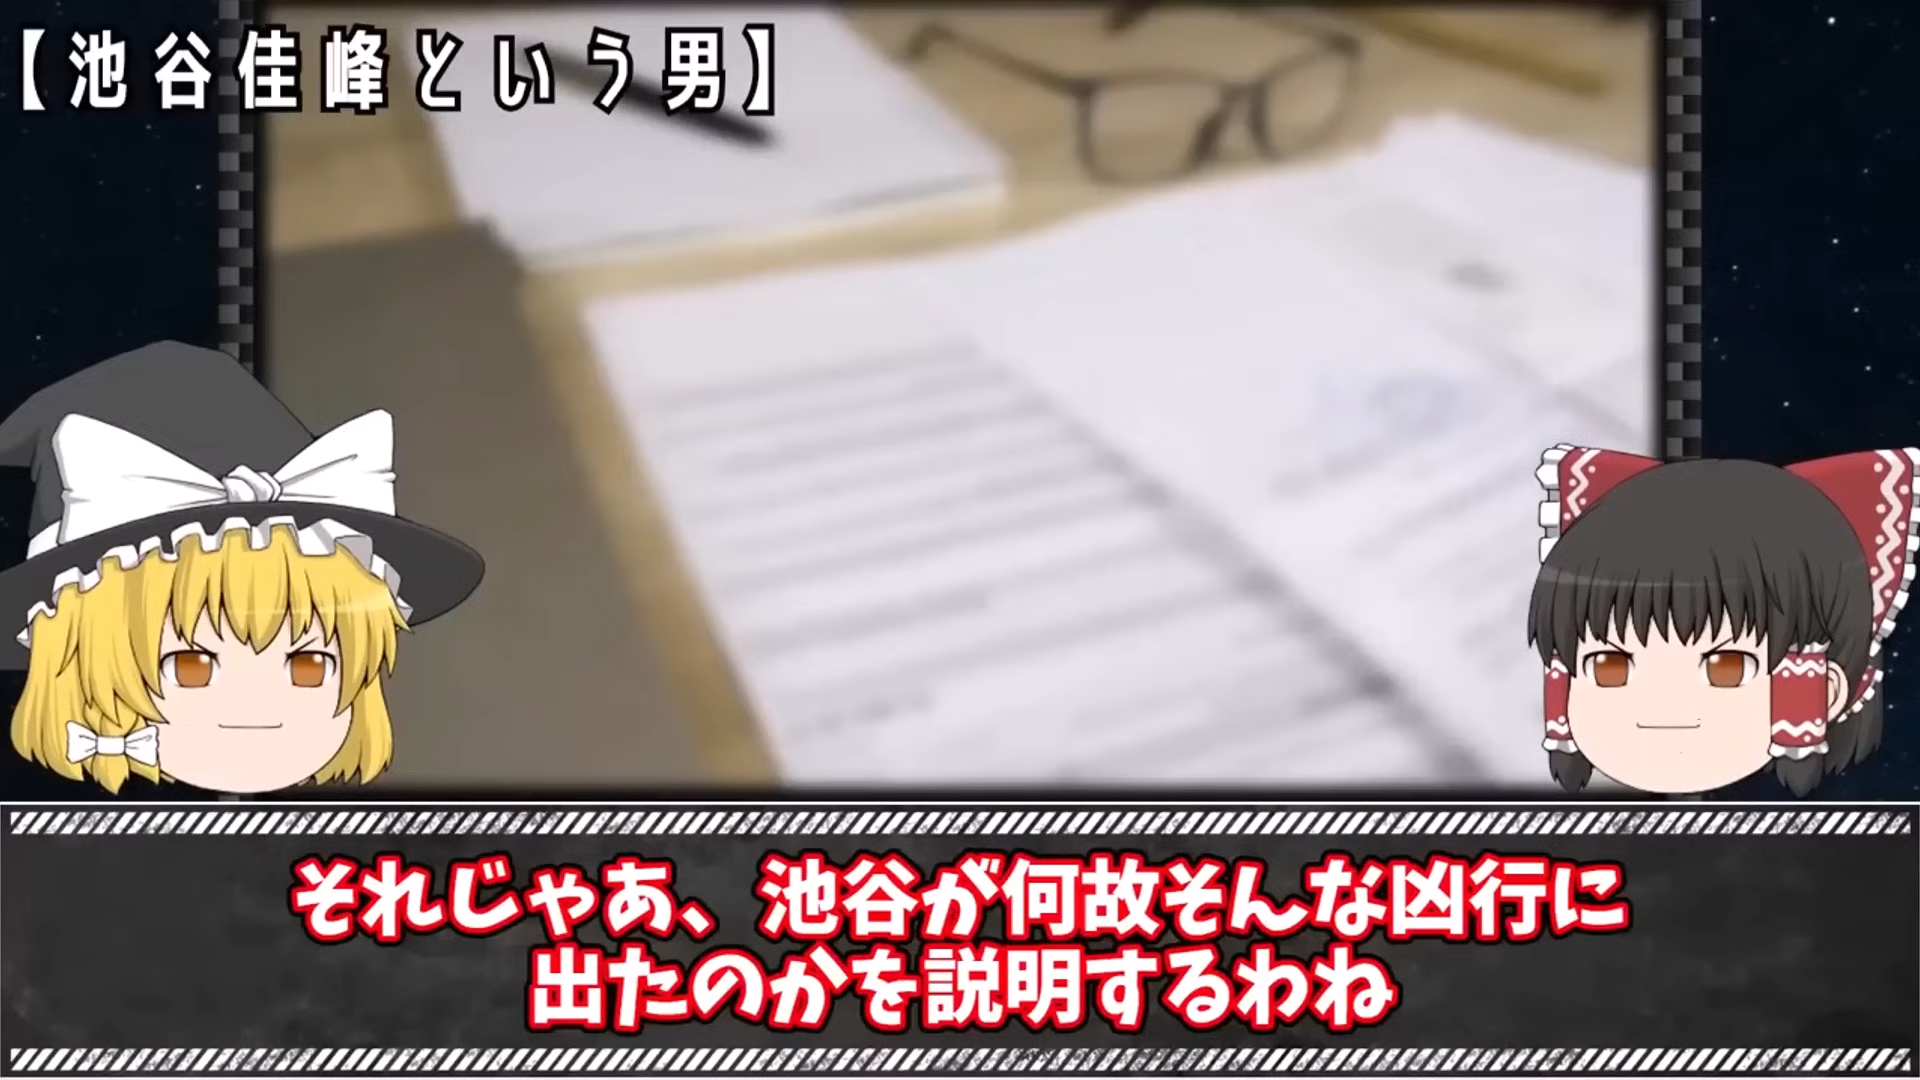 【池谷佳峰という男】
それじゃあ、池谷が何故そんな凶行に
出たのかを説明するわね